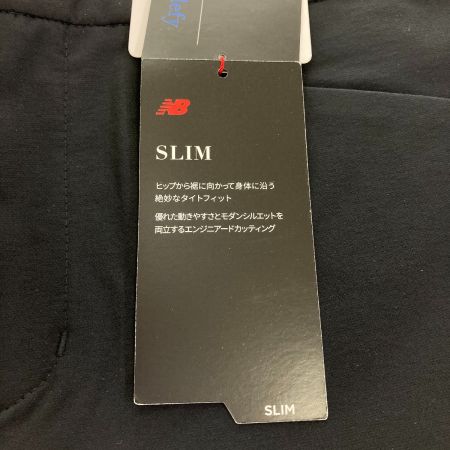 defy
NB
SLIM
ヒップから裾に向かって身体に沿う
絶妙なタイトフィット
優れた動きやすさとモダンシルエットを
両立するエンジニアードカッティング
SLIM